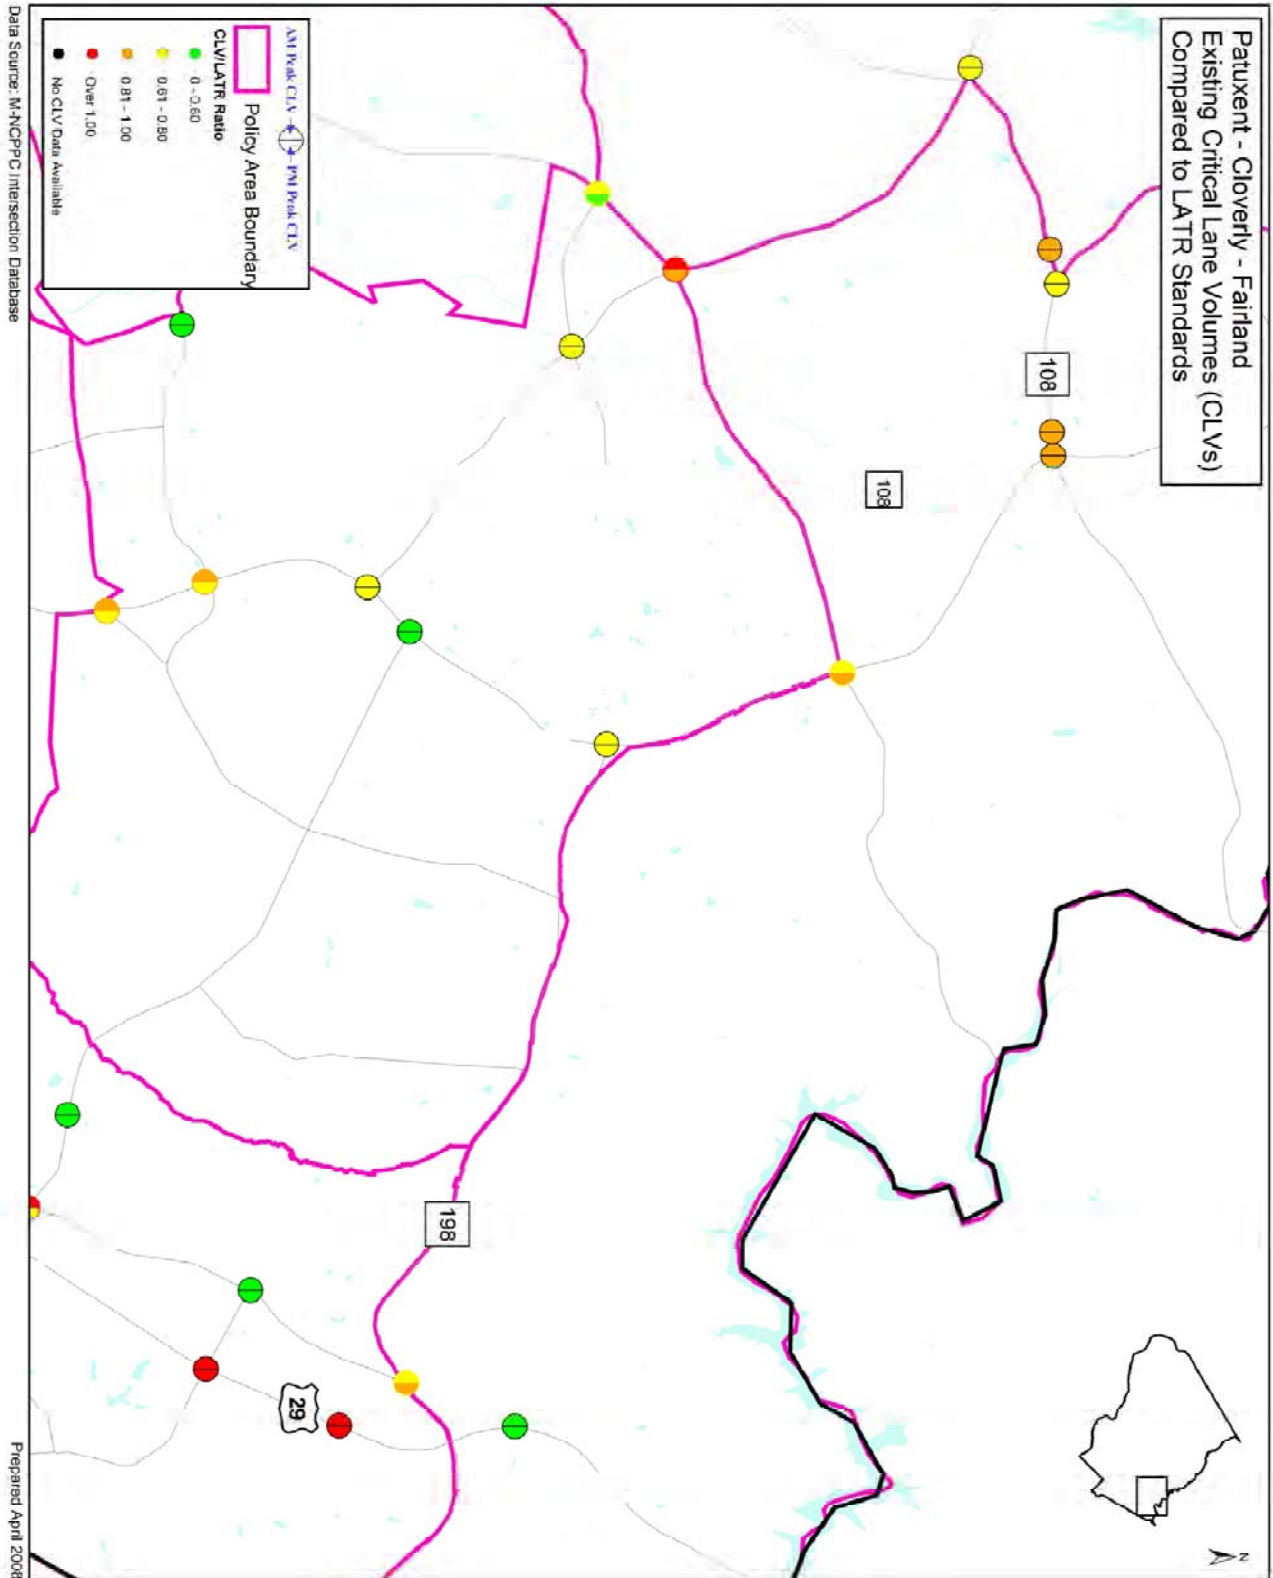 Patuxent - Cloverly - Fairland
Existing Critical Lane Volumes (CLVs)
Compared to LATR Standards
108
108
198
29
N
AM Peak CLV PM Peak CLV
Policy Area Boundary
CLV/LATR Ratio
0 - 0.60
0.61 - 0.80
0.81 - 1.00
Over 1.00
No CLV Data Available
Data Source: M-NCPPC Intersection Database
Prepared April 2008